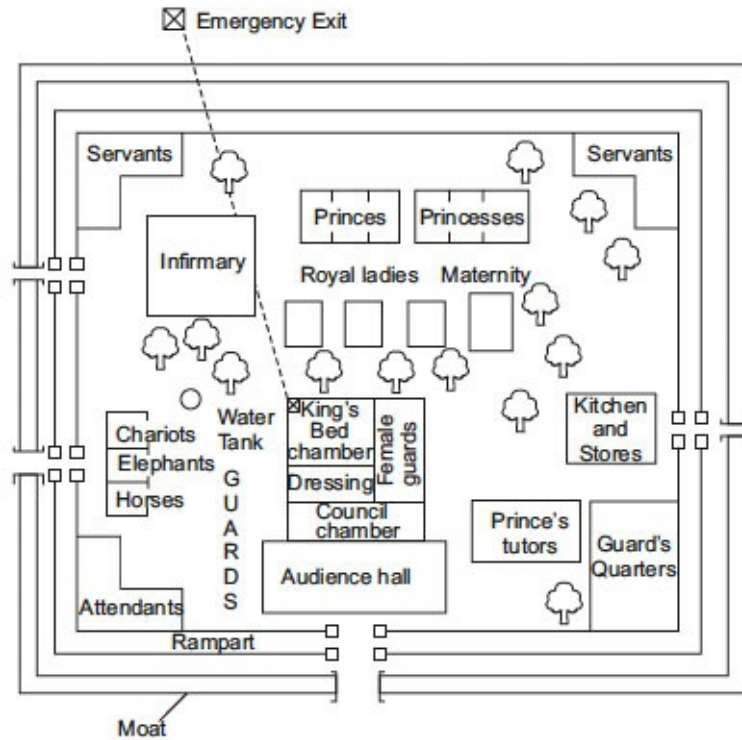 Emergency Exit
Servants
Servants
Princes
Princesses
Infirmary
Royal ladies
Maternity
King's
Bed
chamber
Female
guards
Kitchen
and
Stores
Water
Tank
Chariots
Elephants
Horses
Dressing
GUARDS
Council
chamber
Prince's
tutors
Guard's
Quarters
Audience hall
Attendants
Rampart
Moat